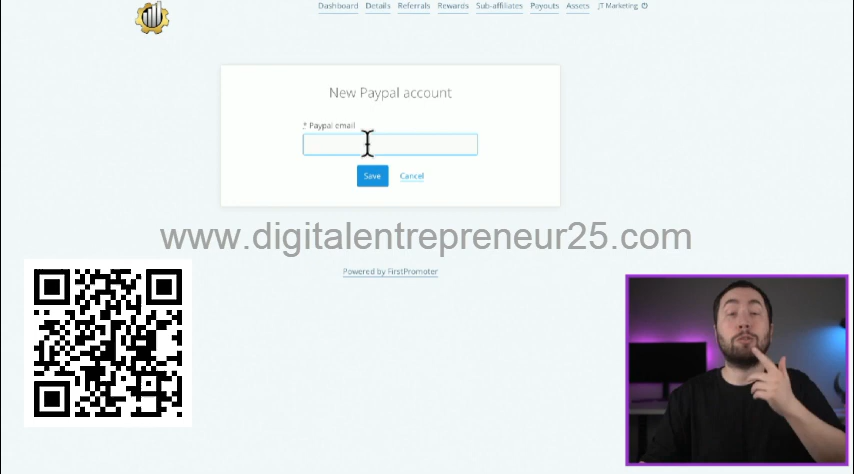 Dashboard Details Referrals Rewards Sub-affiliates Payouts Assets JT Marketing
New Paypal account
* Paypal email
Save Cancel
www.digitalentrepreneur25.com
Powered by FirstPromoter